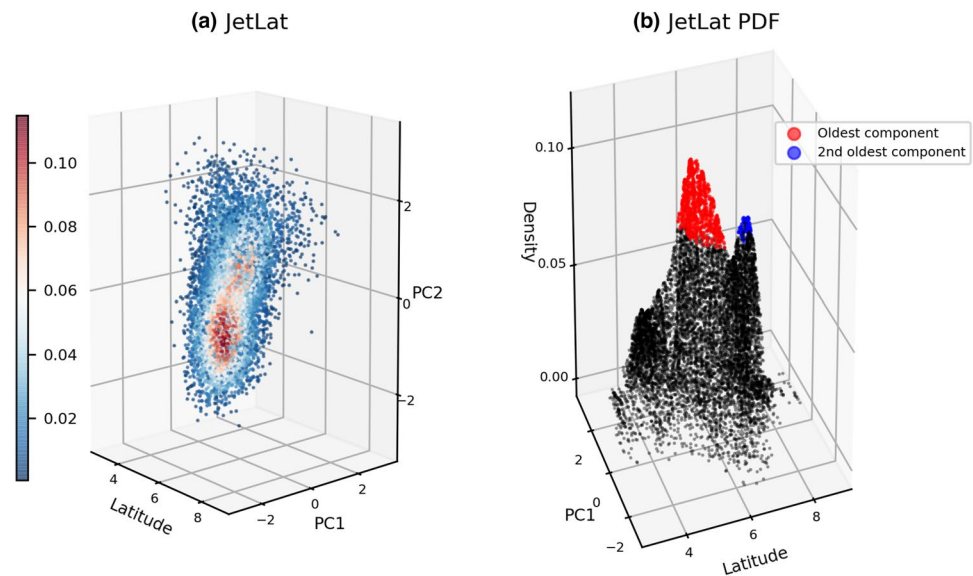 (a) JetLat
0.10
0.08
0.06
0.04
0.02
2
0
−2
PC2
4
6
8
Latitude
−2
0
2
PC1
(b) JetLat PDF
Oldest component
2nd oldest component
0.10
0.05
0.00
Density
2
0
−2
PC1
4
6
8
Latitude